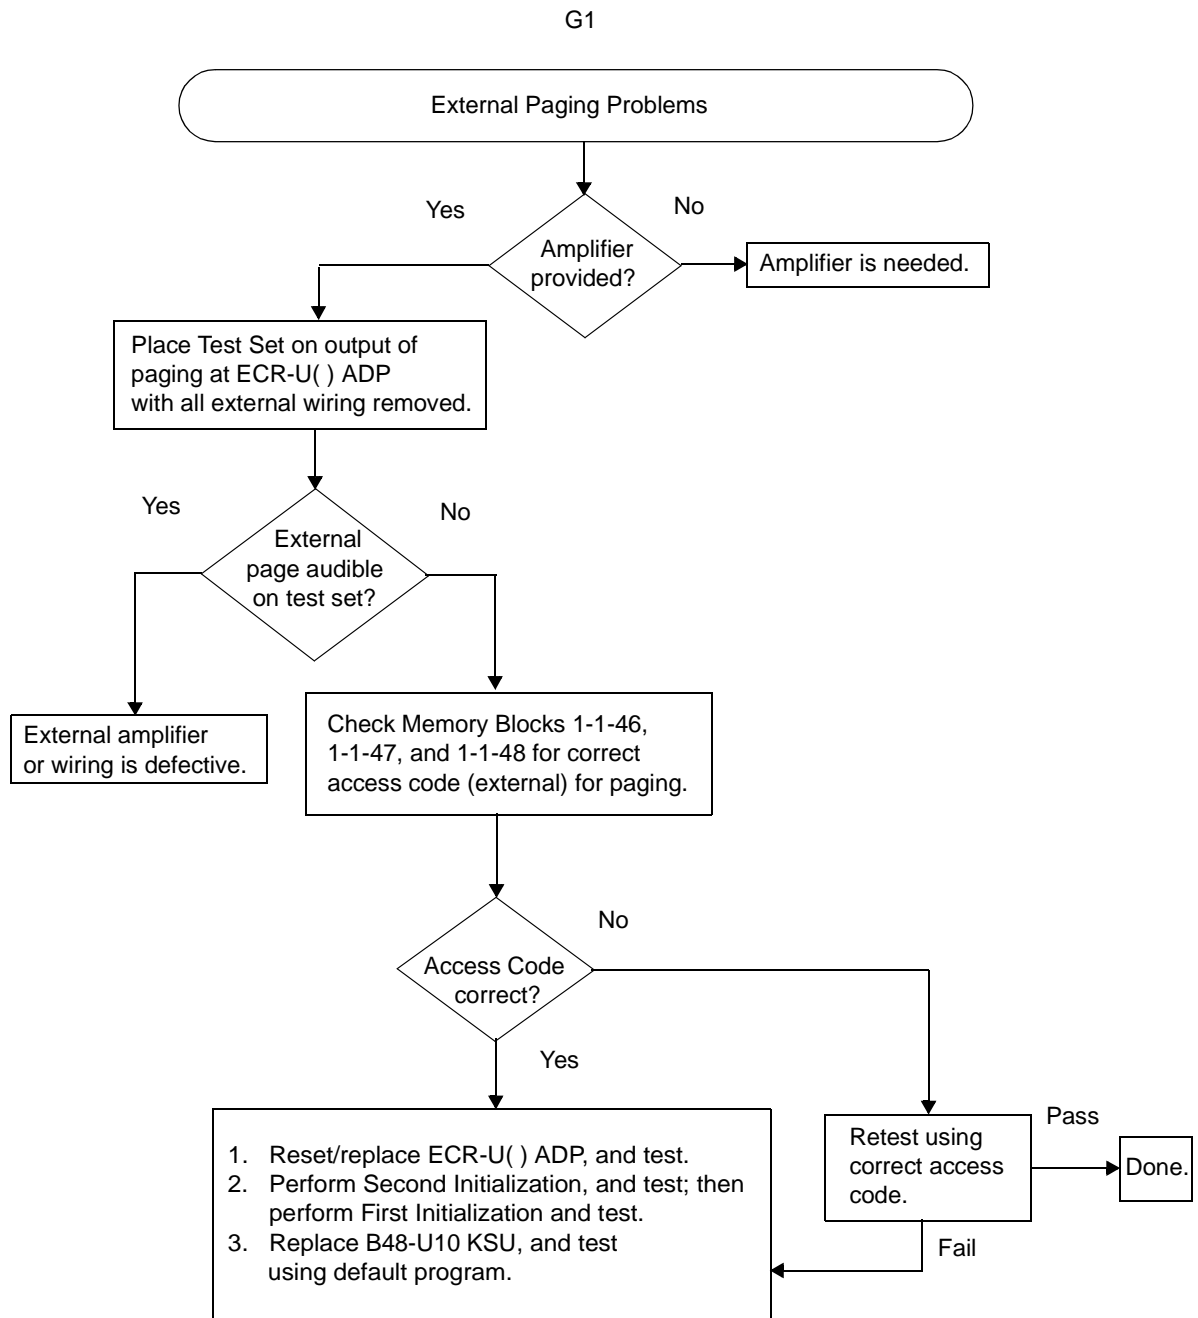 G1
External Paging Problems
Yes
No
Amplifier
provided?
Amplifier is needed.
Place Test Set on output of
paging at ECR-U( ) ADP
with all external wiring removed.
Yes
No
External
page audible
on test set?
External amplifier
or wiring is defective.
Check Memory Blocks 1-1-46,
1-1-47, and 1-1-48 for correct
access code (external) for paging.
No
Access Code
correct?
Yes
1. Reset/replace ECR-U( ) ADP, and test.
2. Perform Second Initialization, and test; then
perform First Initialization and test.
3. Replace B48-U10 KSU, and test
using default program.
Retest using
correct access
code.
Pass
Done.
Fail